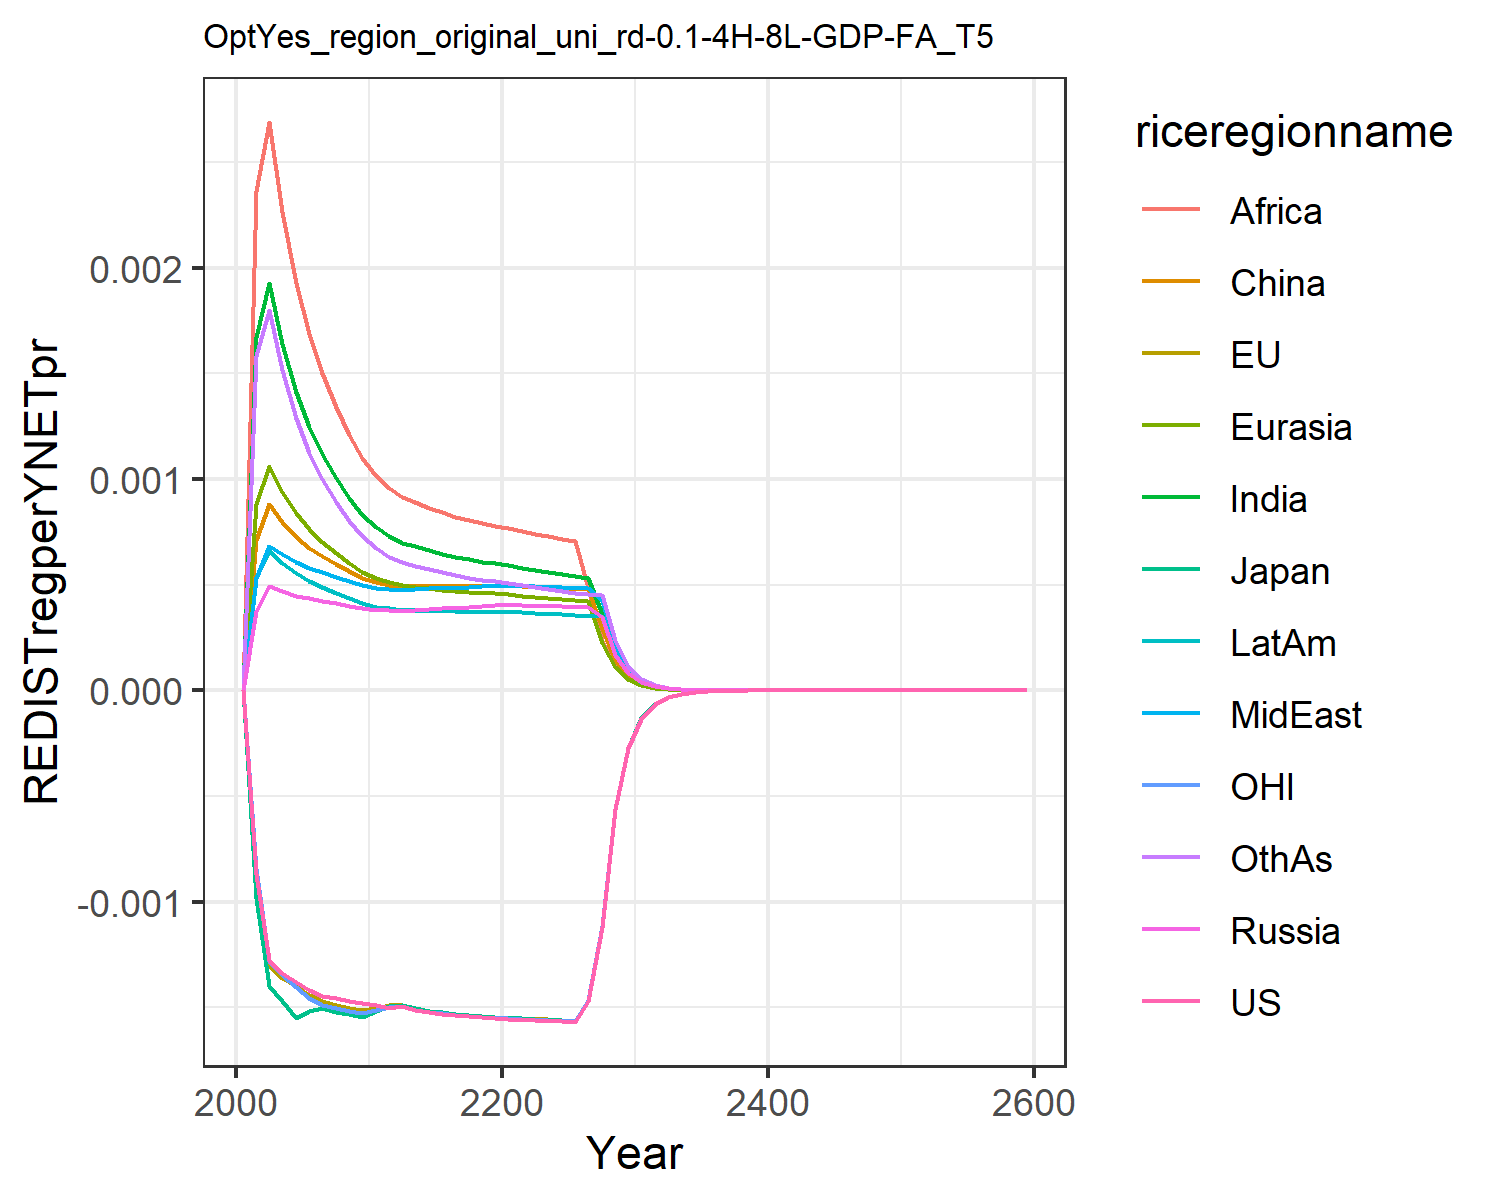 OptYes_region_original_uni_rd-0.1-4H-8L-GDP-FA_T5
REDISTregperYNETpr
0.002
0.001
0.000
-0.001
2000
2200
2400
2600
Year
riceregionname
Africa
China
EU
Eurasia
India
Japan
LatAm
MidEast
OHI
OthAs
Russia
US